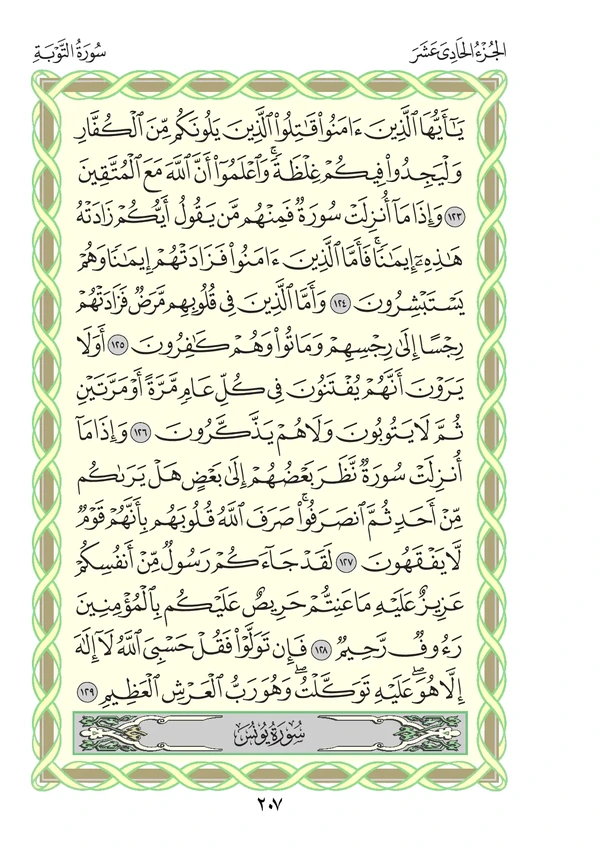 الجُزْءُ الحَادِىَ عَشَرَ
سُورَةُ التَّوْبَةِ
يَٰٓأَيُّهَا ٱلَّذِينَ ءَامَنُوا۟ قَٰتِلُوا۟ ٱلَّذِينَ يَلُونَكُم مِّنَ ٱلْكُفَّارِ
وَلْيَجِدُوا۟ فِيكُمْ غِلْظَةً ۚ وَٱعْلَمُوٓا۟ أَنَّ ٱللَّهَ مَعَ ٱلْمُتَّقِينَ
١٢٣ وَإِذَا مَآ أُنزِلَتْ سُورَةٌ فَمِنْهُم مَّن يَقُولُ أَيُّكُمْ زَادَتْهُ
هَٰذِهِۦٓ إِيمَٰنًا ۚ فَأَمَّا ٱلَّذِينَ ءَامَنُوا۟ فَزَادَتْهُمْ إِيمَٰنًا وَهُمْ
يَسْتَبْشِرُونَ ١٢٤ وَأَمَّا ٱلَّذِينَ فِى قُلُوبِهِم مَّرَضٌ فَزَادَتْهُمْ
رِجْسًا إِلَىٰ رِجْسِهِمْ وَمَاتُوا۟ وَهُمْ كَٰفِرُونَ ١٢٥ أَوَلَا
يَرَوْنَ أَنَّهُمْ يُفْتَنُونَ فِى كُلِّ عَامٍ مَّرَّةً أَوْ مَرَّتَيْنِ
ثُمَّ لَا يَتُوبُونَ وَلَا هُمْ يَذَّكَّرُونَ ١٢٦ وَإِذَا مَآ
أُنزِلَتْ سُورَةٌ نَّظَرَ بَعْضُهُمْ إِلَىٰ بَعْضٍ هَلْ يَرَىٰكُم
مِّنْ أَحَدٍ ثُمَّ ٱنصَرَفُوا۟ ۚ صَرَفَ ٱللَّهُ قُلُوبَهُم بِأَنَّهُمْ قَوْمٌ
لَّا يَفْقَهُونَ ١٢٧ لَقَدْ جَآءَكُمْ رَسُولٌ مِّنْ أَنفُسِكُمْ
عَزِيزٌ عَلَيْهِ مَا عَنِتُّمْ حَرِيصٌ عَلَيْكُم بِٱلْمُؤْمِنِينَ
رَءُوفٌ رَّحِيمٌ ١٢٨ فَإِن تَوَلَّوْا۟ فَقُلْ حَسْبِىَ ٱللَّهُ لَآ إِلَٰهَ
إِلَّا هُوَ ۖ عَلَيْهِ تَوَكَّلْتُ ۖ وَهُوَ رَبُّ ٱلْعَرْشِ ٱلْعَظِيمِ ١٢٩
سُورَةُ يُونُسَ
٢٠٧